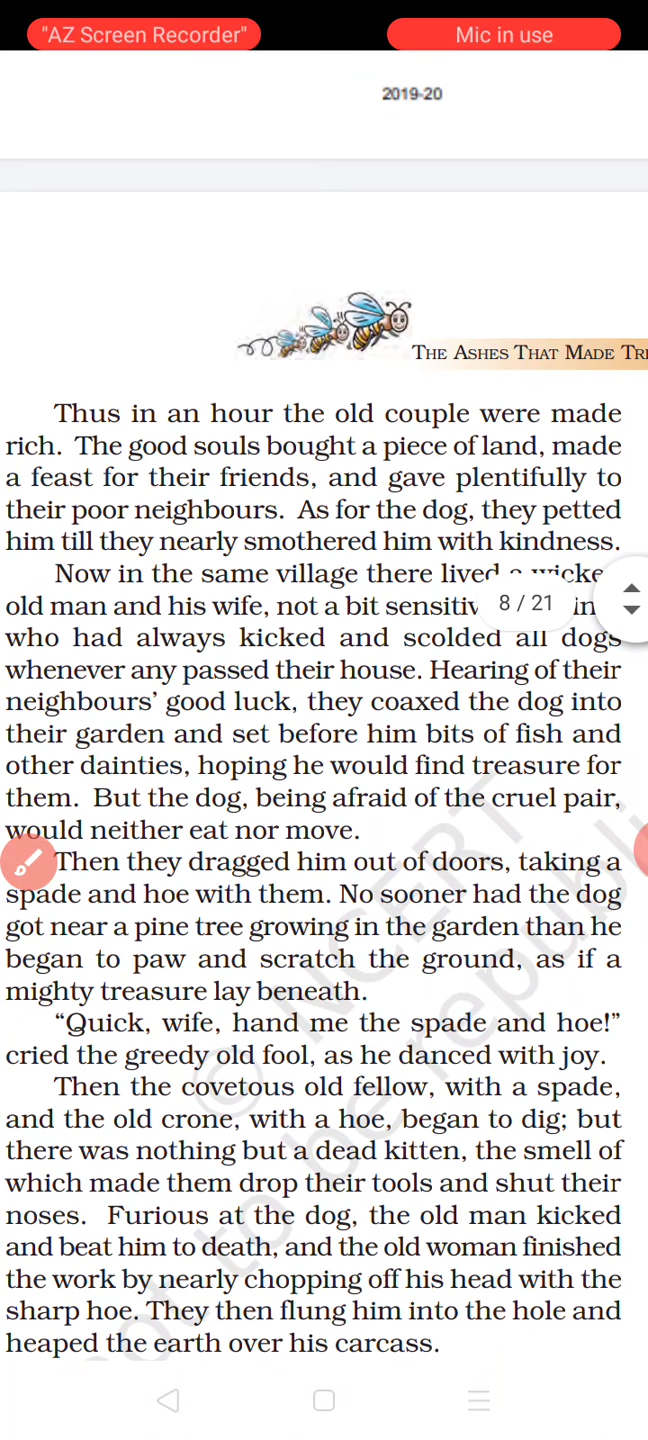 "AZ Screen Recorder"
Mic in use
2019-20
THE ASHES THAT MADE TR
Thus in an hour the old couple were made
rich. The good souls bought a piece of land, made
a feast for their friends, and gave plentifully to
their poor neighbours. As for the dog, they petted
him till they nearly smothered him with kindness.
Now in the same village there lived a wicke
old man and his wife, not a bit sensitiv
8 / 21
who had always kicked and scolded all dogs
whenever any passed their house. Hearing of their
neighbours’ good luck, they coaxed the dog into
their garden and set before him bits of fish and
other dainties, hoping he would find treasure for
them. But the dog, being afraid of the cruel pair,
would neither eat nor move.
Then they dragged him out of doors, taking a
spade and hoe with them. No sooner had the dog
got near a pine tree growing in the garden than he
began to paw and scratch the ground, as if a
mighty treasure lay beneath.
“Quick, wife, hand me the spade and hoe!”
cried the greedy old fool, as he danced with joy.
Then the covetous old fellow, with a spade,
and the old crone, with a hoe, began to dig; but
there was nothing but a dead kitten, the smell of
which made them drop their tools and shut their
noses. Furious at the dog, the old man kicked
and beat him to death, and the old woman finished
the work by nearly chopping off his head with the
sharp hoe. They then flung him into the hole and
heaped the earth over his carcass.
© NCERT
not to be republi